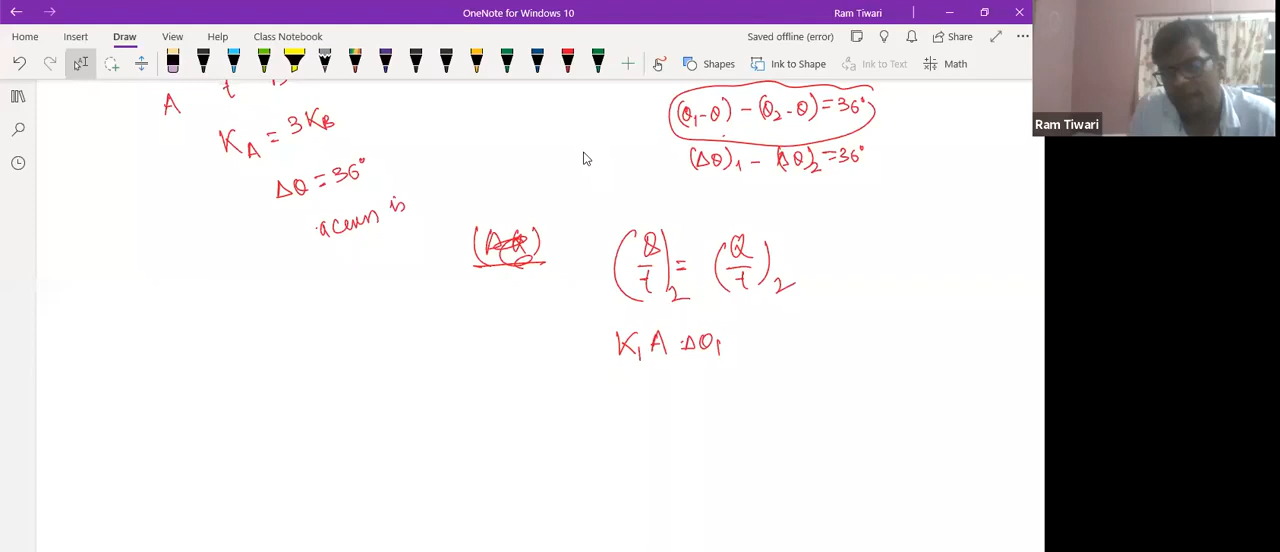 OneNote for Windows 10
Ram Tiwari
Home Insert Draw View Help Class Notebook
Saved offline (error) Share
Shapes Ink to Shape Ink to Text Math
Ram Tiwari
A t
K_A = 3K_B
Δθ = 36°
is
(θ₁-θ) - (θ₂-θ) = 36°
(Δθ)₁ - (Δθ)₂ = 36°
(Q/t)₂ = (Q/t)₂
K₁ A Δθ₁